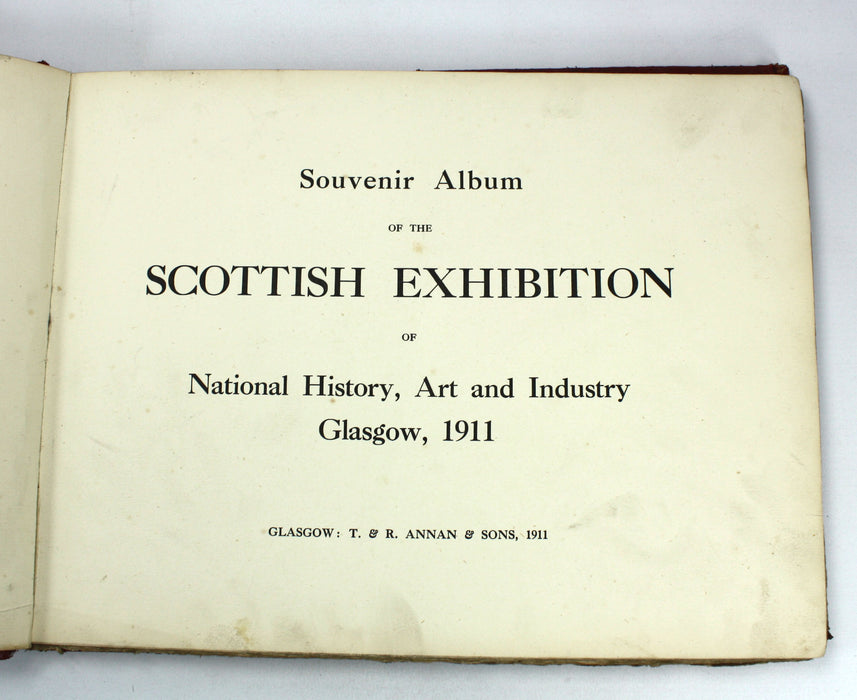 Souvenir Album
OF THE
SCOTTISH EXHIBITION
OF
National History, Art and Industry
Glasgow, 1911
GLASGOW: T. & R. ANNAN & SONS, 1911